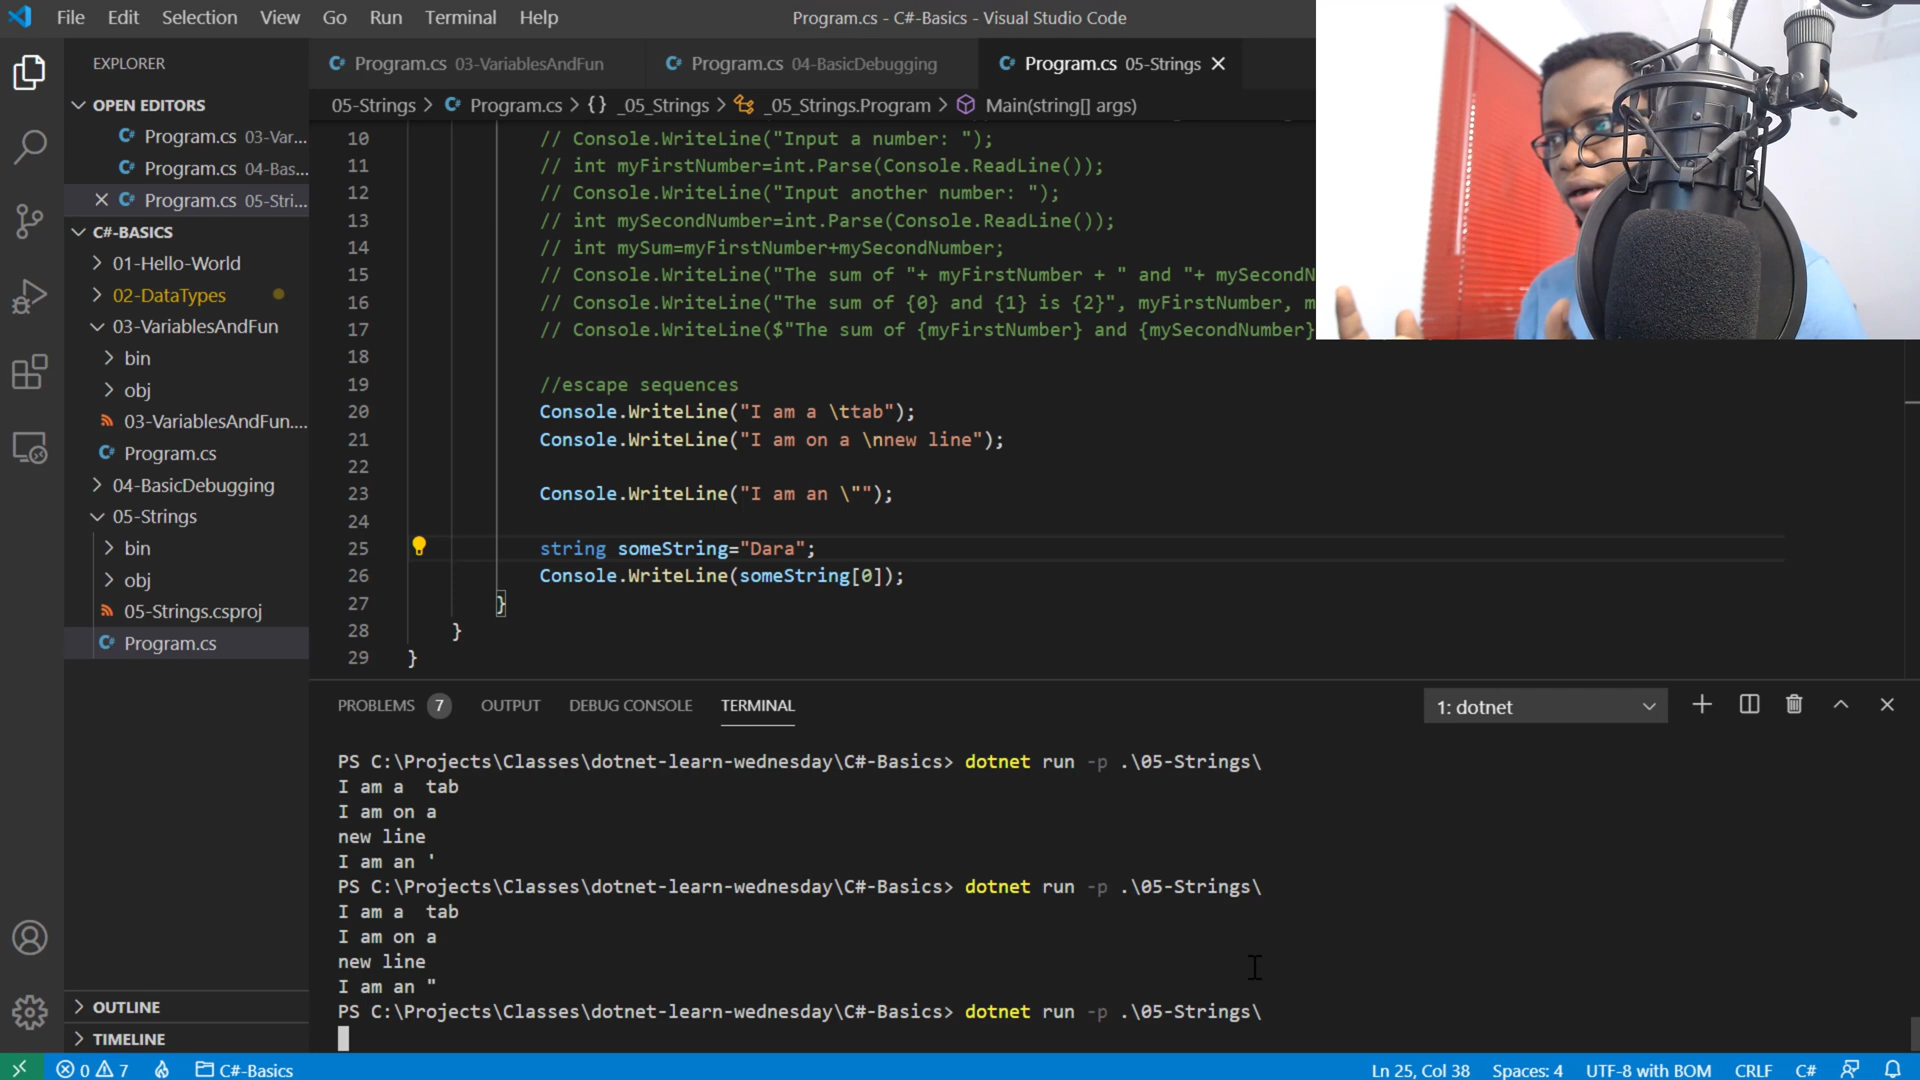 File Edit Selection View Go Run Terminal Help
Program.cs - C#-Basics - Visual Studio Code
EXPLORER
OPEN EDITORS
Program.cs 03-Var...
Program.cs 04-Bas...
Program.cs 05-Stri...
C#-BASICS
01-Hello-World
02-DataTypes
03-VariablesAndFun
bin
obj
03-VariablesAndFun....
Program.cs
04-BasicDebugging
05-Strings
bin
obj
05-Strings.csproj
Program.cs
OUTLINE
TIMELINE
Program.cs 03-VariablesAndFun
Program.cs 04-BasicDebugging
Program.cs 05-Strings
05-Strings > Program.cs > {} _05_Strings > _05_Strings.Program > Main(string[] args)
10 // Console.WriteLine("Input a number: ");
11 // int myFirstNumber=int.Parse(Console.ReadLine());
12 // Console.WriteLine("Input another number: ");
13 // int mySecondNumber=int.Parse(Console.ReadLine());
14 // int mySum=myFirstNumber+mySecondNumber;
15 // Console.WriteLine("The sum of "+ myFirstNumber + " and "+ mySecondN
16 // Console.WriteLine("The sum of {0} and {1} is {2}", myFirstNumber, m
17 // Console.WriteLine($"The sum of {myFirstNumber} and {mySecondNumber}
18
19 //escape sequences
20 Console.WriteLine("I am a \ttab");
21 Console.WriteLine("I am on a \nnew line");
22
23 Console.WriteLine("I am an \"");
24
25 string someString="Dara";
26 Console.WriteLine(someString[0]);
27 }
28 }
29 }
PROBLEMS 7 OUTPUT DEBUG CONSOLE TERMINAL
1: dotnet
PS C:\Projects\Classes\dotnet-learn-wednesday\C#-Basics> dotnet run -p .\05-Strings\
I am a  tab
I am on a
new line
I am an '
PS C:\Projects\Classes\dotnet-learn-wednesday\C#-Basics> dotnet run -p .\05-Strings\
I am a  tab
I am on a
new line
I am an "
PS C:\Projects\Classes\dotnet-learn-wednesday\C#-Basics> dotnet run -p .\05-Strings\
0 7 C#-Basics
Ln 25, Col 38 Spaces: 4 UTF-8 with BOM CRLF C#